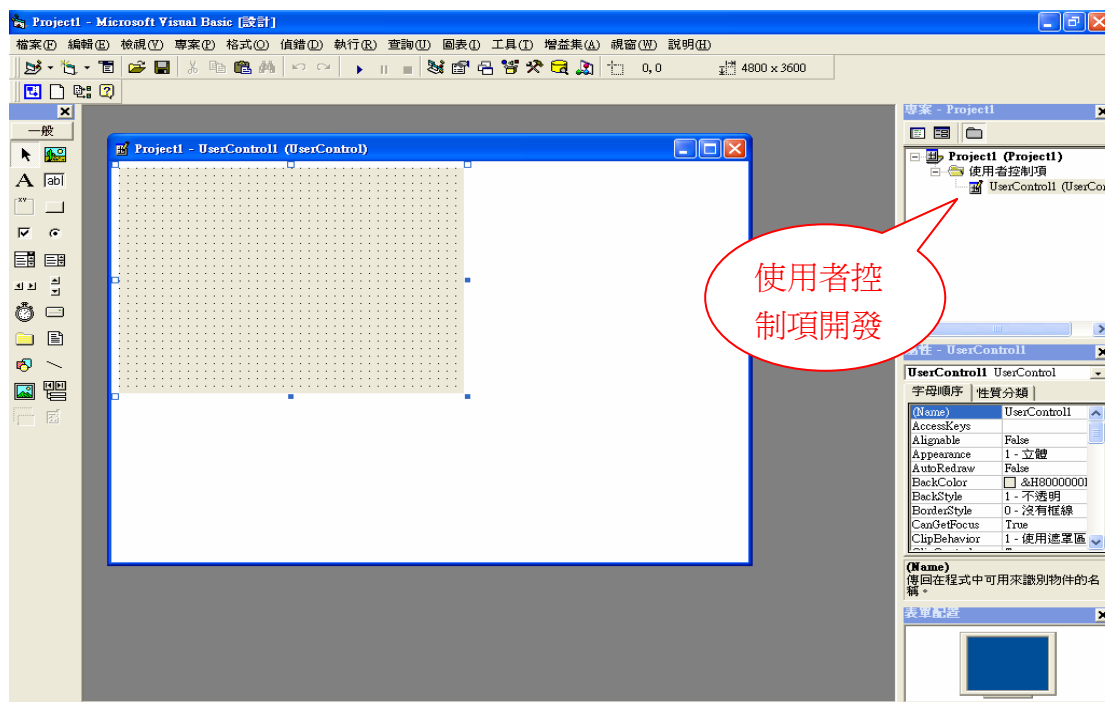 Project1 - Microsoft Visual Basic [設計]
檔案(F) 編輯(E) 檢視(V) 專案(P) 格式(O) 偵錯(D) 執行(R) 查詢(U) 圖表(I) 工具(T) 增益集(A) 視窗(W) 說明(H)
0,0 4800 x 3600
一般
A ab|
xy
Project1 - UserControl1 (UserControl)
專案 - Project1
Project1 (Project1)
使用者控制項
UserControl1 (UserCo
使用者控
制項開發
屬性 - UserControl1
UserControl1 UserControl
字母順序 性質分類
(Name) UserControl1
AccessKeys
Alignable False
Appearance 1 - 立體
AutoRedraw False
BackColor &H8000000
BackStyle 1 - 不透明
BorderStyle 0 - 沒有框線
CanGetFocus True
ClipBehavior 1 - 使用遮罩區
(Name)
傳回在程式中可用來識別物件的名
稱。
表單配置